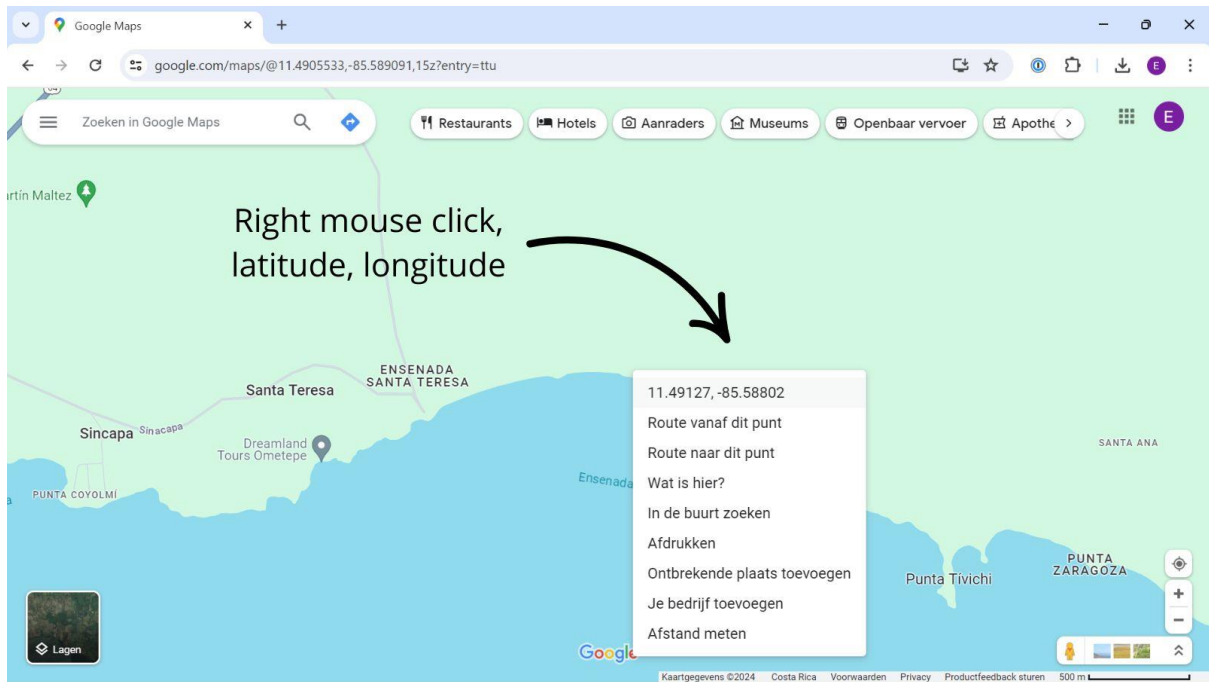 Google Maps
google.com/maps/@11.4905533,-85.589091,15z?entry=ttu
E
64
Zoeken in Google Maps
Restaurants
Hotels
Aanraders
Museums
Openbaar vervoer
Apothe
E
rtín Maltez
Right mouse click,
latitude, longitude
ENSENADA
SANTA TERESA
Santa Teresa
Sincapa
Sinacapa
Dreamland
Tours Ometepe
PUNTA COYOLMÍ
a
Ensenada
11.49127, -85.58802
Route vanaf dit punt
Route naar dit punt
Wat is hier?
In de buurt zoeken
Afdrukken
Ontbrekende plaats toevoegen
Je bedrijf toevoegen
Afstand meten
SANTA ANA
Punta Tívichi
PUNTA
ZARAGOZA
Lagen
Google
Kaartgegevens ©2024 Costa Rica Voorwaarden Privacy Productfeedback sturen 500 m